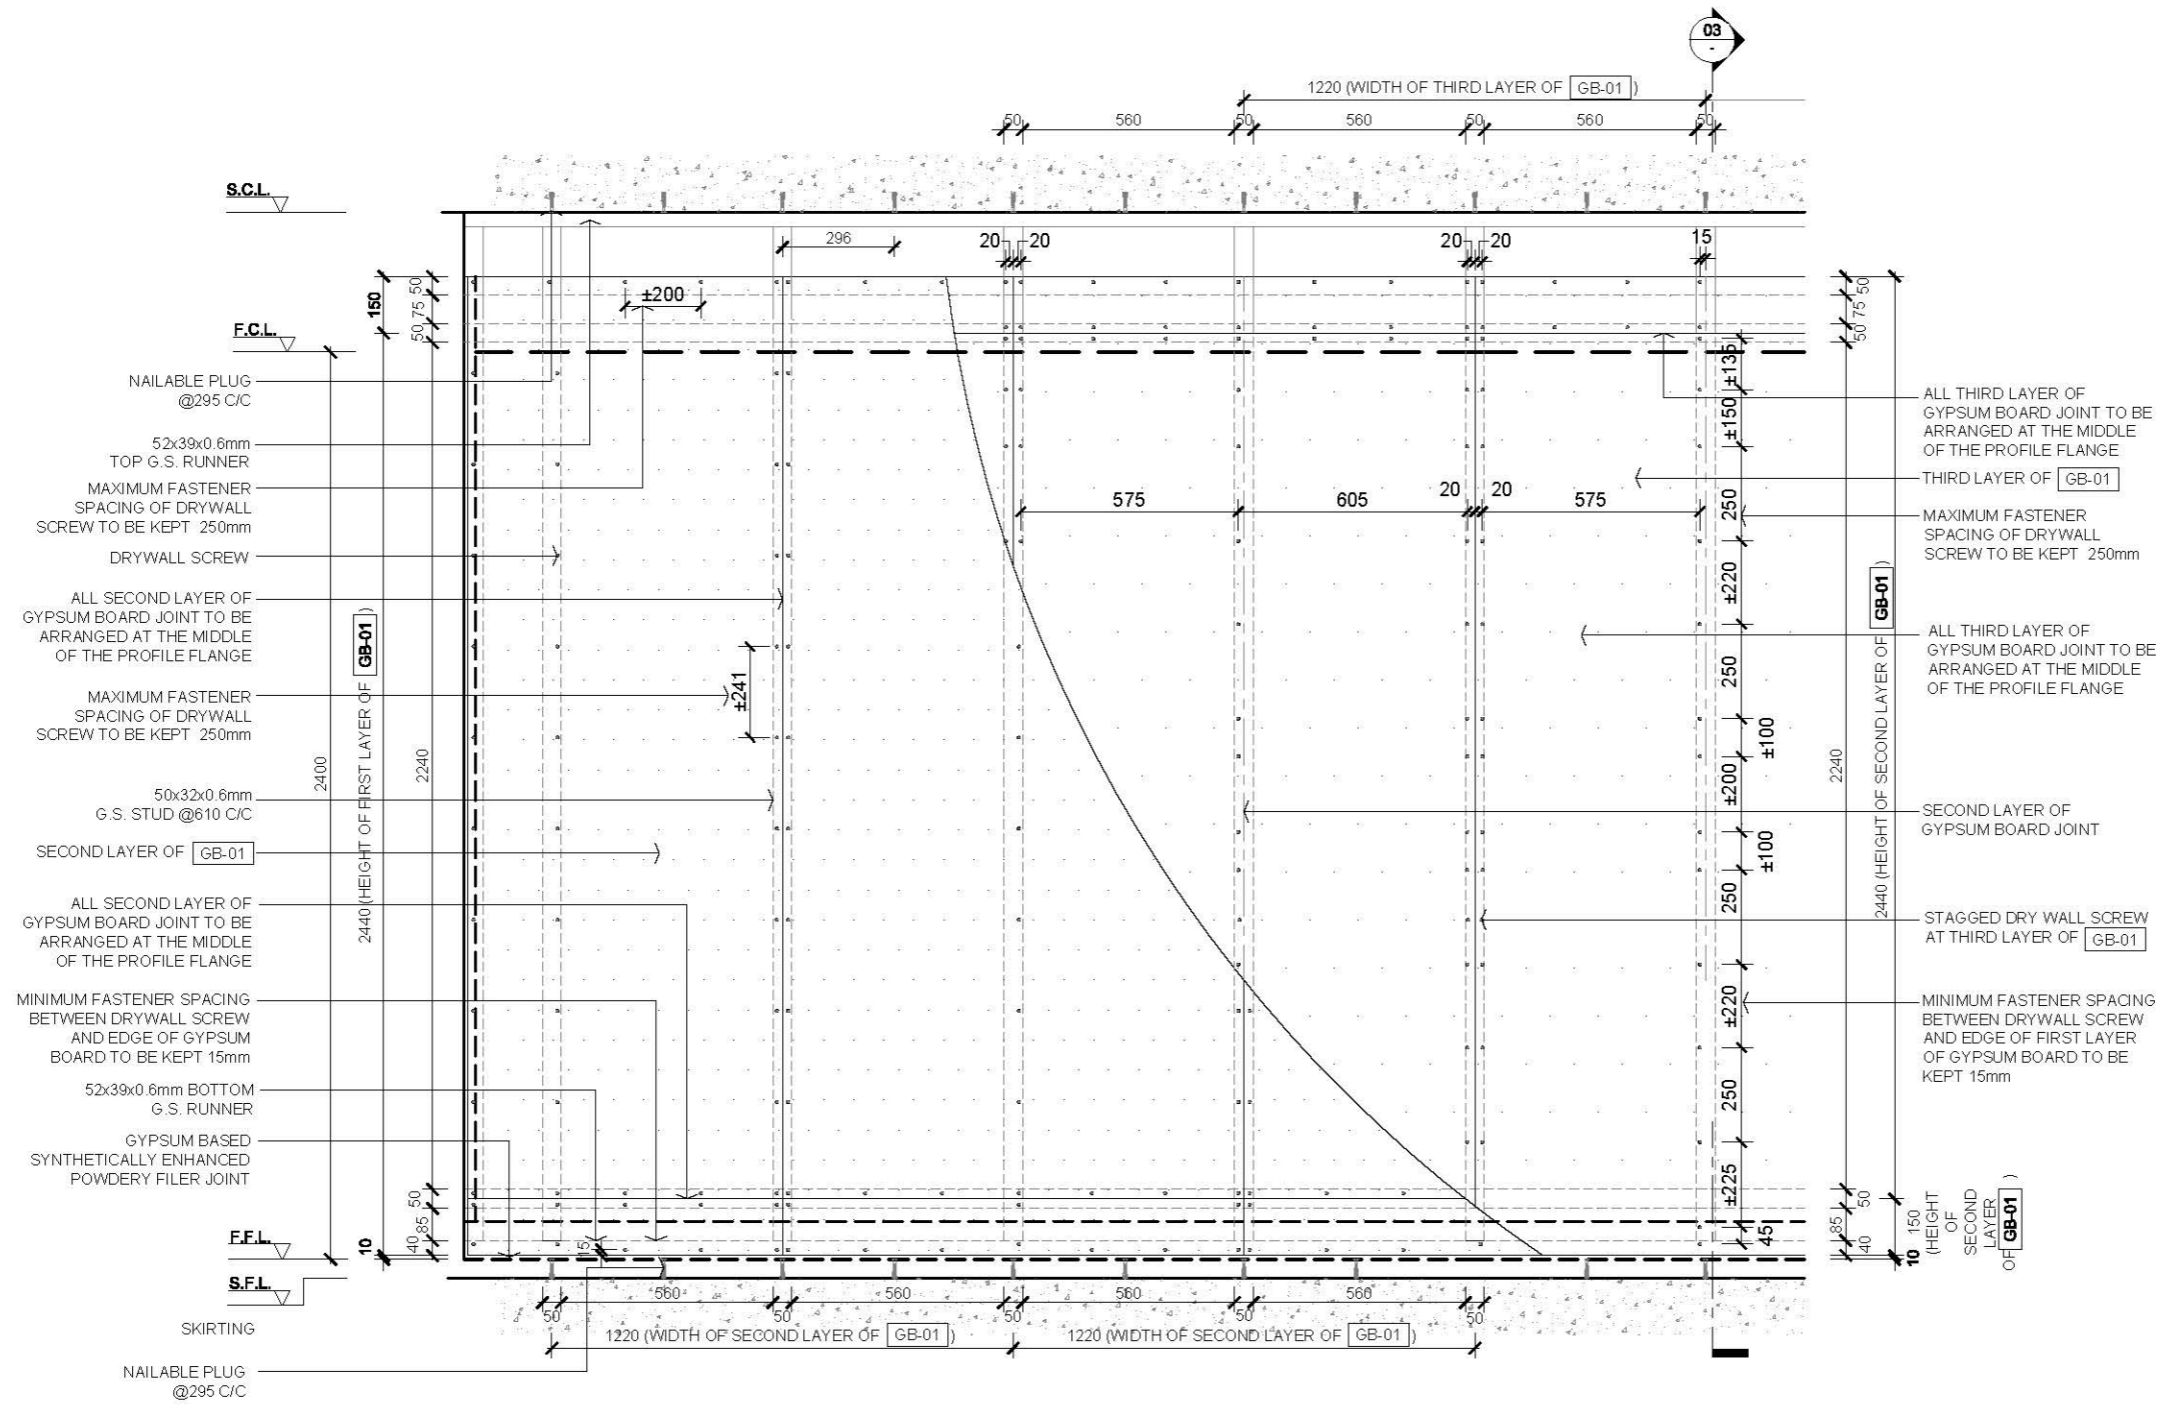 03
-
1220 (WIDTH OF THIRD LAYER OF GB-01 )
50 560 50 560 50 560 50
S.C.L.
296
20 20
20 20
15
±200
150
50
75
50
50
75
50
F.C.L.
NAILABLE PLUG
@295 C/C
52x39x0.6mm
TOP G.S. RUNNER
MAXIMUM FASTENER
SPACING OF DRYWALL
SCREW TO BE KEPT 250mm
DRYWALL SCREW
ALL SECOND LAYER OF
GYPSUM BOARD JOINT TO BE
ARRANGED AT THE MIDDLE
OF THE PROFILE FLANGE
MAXIMUM FASTENER
SPACING OF DRYWALL
SCREW TO BE KEPT 250mm
50x32x0.6mm
G.S. STUD @610 C/C
SECOND LAYER OF GB-01
ALL SECOND LAYER OF
GYPSUM BOARD JOINT TO BE
ARRANGED AT THE MIDDLE
OF THE PROFILE FLANGE
MINIMUM FASTENER SPACING
BETWEEN DRYWALL SCREW
AND EDGE OF GYPSUM
BOARD TO BE KEPT 15mm
52x39x0.6mm BOTTOM
G.S. RUNNER
GYPSUM BASED
SYNTHETICALLY ENHANCED
POWDERY FILER JOINT
F.F.L.
S.F.L.
SKIRTING
NAILABLE PLUG
@295 C/C
2400
2440 (HEIGHT OF FIRST LAYER OF GB-01 )
2240
50
85
40
10
±241
15
575 605 20 20 575
±135
±150
250
±220
250
±100
±200
±100
250
±220
250
±225
45
2240
2440 (HEIGHT OF SECOND LAYER OF GB-01 )
50
85
40
10
150
(HEIGHT
OF
SECOND
LAYER
OF GB-01 )
ALL THIRD LAYER OF
GYPSUM BOARD JOINT TO BE
ARRANGED AT THE MIDDLE
OF THE PROFILE FLANGE
THIRD LAYER OF GB-01
MAXIMUM FASTENER
SPACING OF DRYWALL
SCREW TO BE KEPT 250mm
ALL THIRD LAYER OF
GYPSUM BOARD JOINT TO BE
ARRANGED AT THE MIDDLE
OF THE PROFILE FLANGE
SECOND LAYER OF
GYPSUM BOARD JOINT
STAGGED DRY WALL SCREW
AT THIRD LAYER OF GB-01
MINIMUM FASTENER SPACING
BETWEEN DRYWALL SCREW
AND EDGE OF FIRST LAYER
OF GYPSUM BOARD TO BE
KEPT 15mm
50 560 50 560 50 560 50 560 50
1220 (WIDTH OF SECOND LAYER OF GB-01 )
1220 (WIDTH OF SECOND LAYER OF GB-01 )